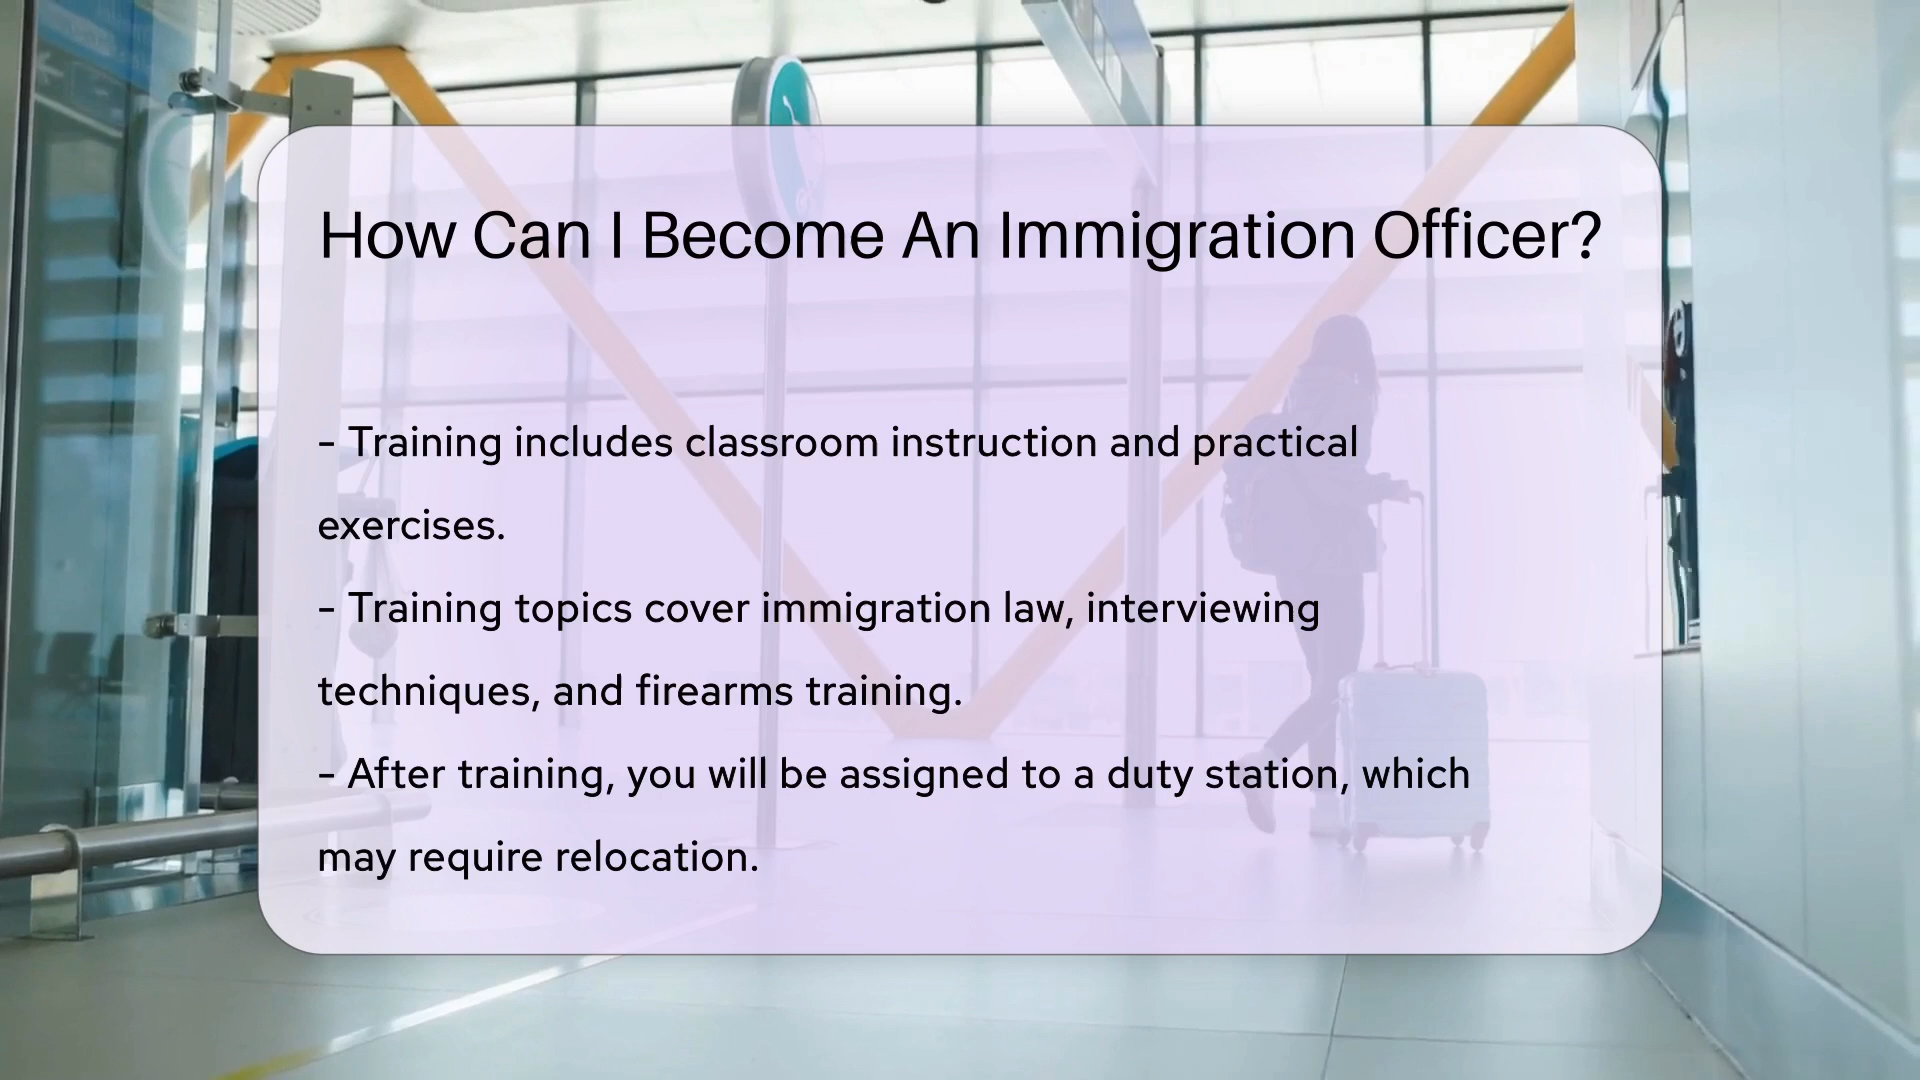 How Can I Become An Immigration Officer?
- Training includes classroom instruction and practical
exercises.
- Training topics cover immigration law, interviewing
techniques, and firearms training.
- After training, you will be assigned to a duty station, which
may require relocation.